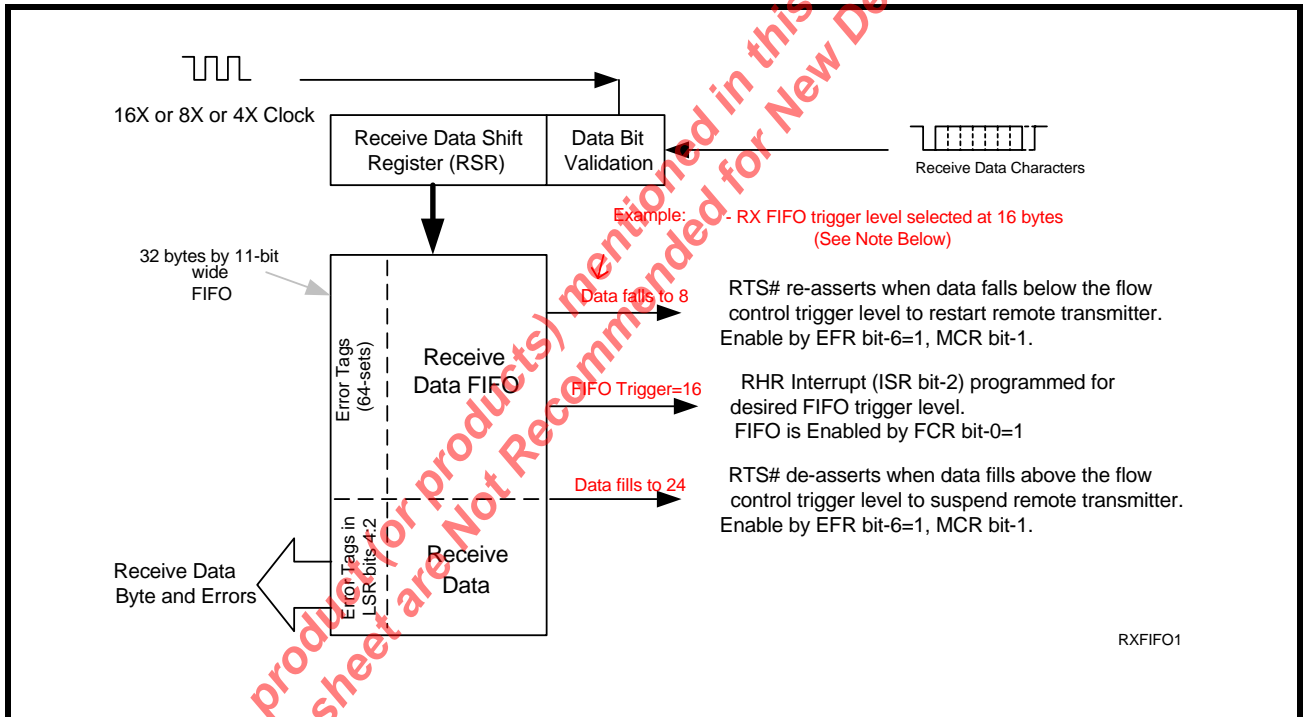 16X or 8X or 4X Clock
Receive Data Shift
Register (RSR)
Data Bit
Validation
Receive Data Characters
Example:
- RX FIFO trigger level selected at 16 bytes
(See Note Below)
32 bytes by 11-bit
wide
FIFO
Error Tags
(64-sets)
Receive
Data FIFO
Data falls to 8
RTS# re-asserts when data falls below the flow
control trigger level to restart remote transmitter.
Enable by EFR bit-6=1, MCR bit-1.
FIFO Trigger=16
RHR Interrupt (ISR bit-2) programmed for
desired FIFO trigger level.
FIFO is Enabled by FCR bit-0=1
Data fills to 24
RTS# de-asserts when data fills above the flow
control trigger level to suspend remote transmitter.
Enable by EFR bit-6=1, MCR bit-1.
Error Tags in
LSR bits 4:2
Receive
Data
Receive Data
Byte and Errors
RXFIFO1
product (or products) mentioned in this
sheet are Not Recommended for New